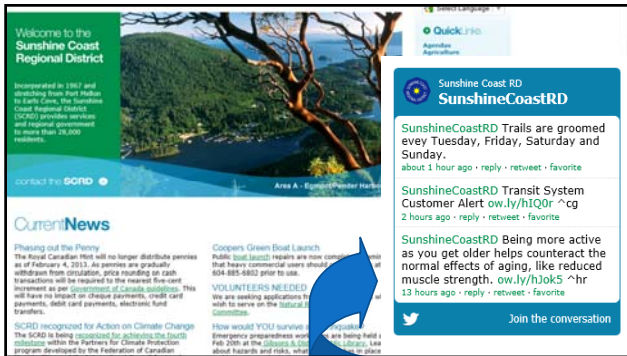 Select Language
Welcome to the
Sunshine Coast
Regional District
Incorporated in 1967 and
stretching from Port Mellon
to Earls Cove, the Sunshine
Coast Regional District
(SCRD) provides services
and regional government
to more than 28,000
residents.
contact the SCRD
Area A - Egmont/Pender Harbo
QuickLinks
Agendas
Agriculture
CurrentNews
Phasing out the Penny
The Royal Canadian Mint will no longer distribute pennies
as of February 4, 2013. As pennies are gradually
withdrawn from circulation, price rounding on cash
transactions will be required to the nearest five-cent
increment as per Government of Canada guidelines. This
will have no impact on cheque payments, credit card
payments, debit card payments, electronic fund
transfers.
SCRD recognized for Action on Climate Change
The SCRD is being recognized for achieving the fourth
milestone within the Partners for Climate Protection
program developed by the Federation of Canadian
Coopers Green Boat Launch
Public boat launch repairs are now
that heavy commercial users should
604-885-6802 prior to use.
VOLUNTEERS NEEDED
We are seeking applications
wish to serve on the Natural
Committee.
How would YOU survive
Emergency preparedness are being held
Feb 20th at the Gibsons & Library. Lea
about hazards and risks, what in place
Sunshine Coast RD
SunshineCoastRD
SunshineCoastRD Trails are groomed
evey Tuesday, Friday, Saturday and
Sunday.
about 1 hour ago · reply · retweet · favorite
SunshineCoastRD Transit System
Customer Alert ow.ly/hIQ0r ^cg
2 hours ago · reply · retweet · favorite
SunshineCoastRD Being more active
as you get older helps counteract the
normal effects of aging, like reduced
muscle strength. ow.ly/hJok5 ^hr
13 hours ago · reply · retweet · favorite
Join the conversation